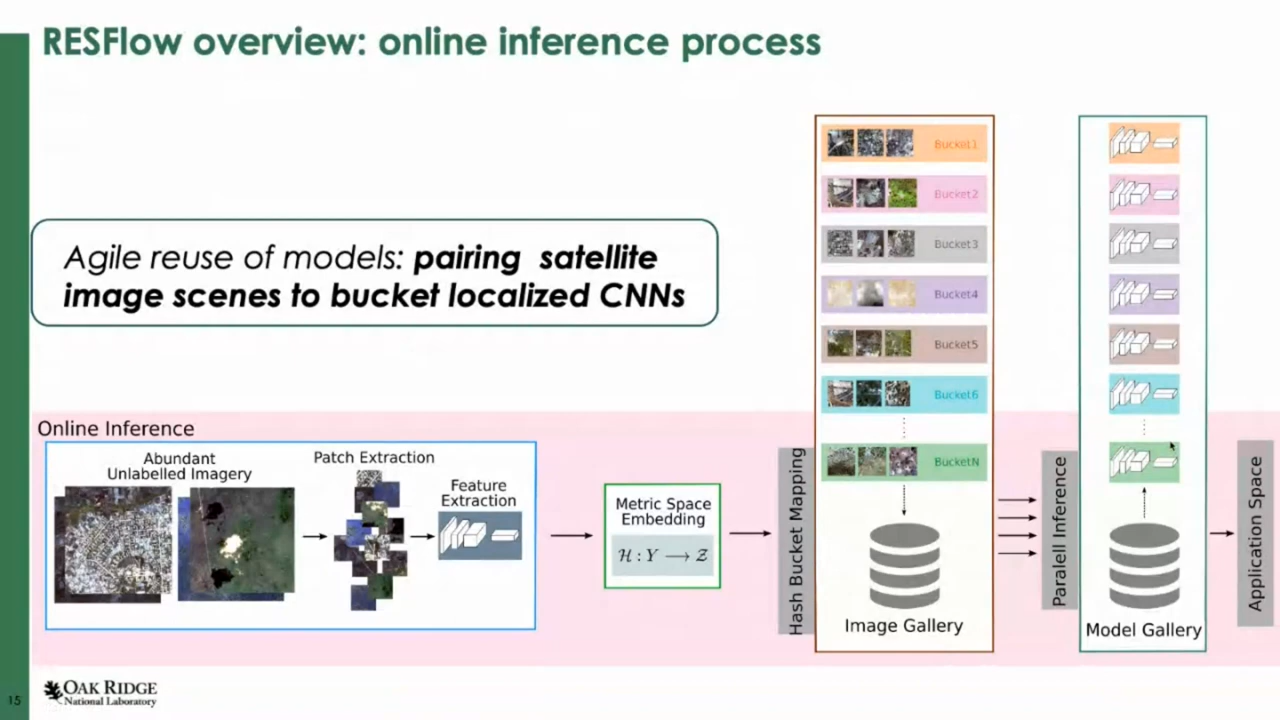 RESFlow overview: online inference process
Agile reuse of models: pairing satellite
image scenes to bucket localized CNNs
Bucket1
Bucket2
Bucket3
Bucket4
Bucket5
Bucket6
BucketN
Online Inference
Abundant
Unlabelled Imagery
Patch Extraction
Feature
Extraction
Metric Space
Embedding
ℋ : Y ⟶ 𝒵
Hash Bucket Mapping
Image Gallery
Paralell Inference
Model Gallery
Application Space
15
OAK RIDGE
National Laboratory